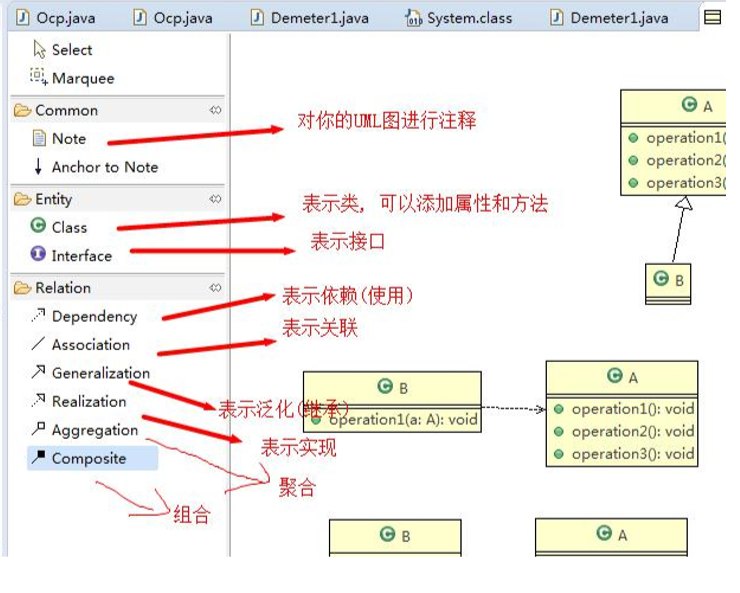 Ocp.java
Ocp.java
Demeter1.java
System.class
Demeter1.java
Select
Marquee
Common
Note
Anchor to Note
对你的UML图进行注释
Entity
Class
表示类, 可以添加属性和方法
Interface
表示接口
Relation
Dependency
表示依赖(使用)
Association
表示关联
Generalization
表示泛化(继承)
Realization
表示实现
Aggregation
聚合
Composite
组合
A
operation1(
operation2(
operation3(
B
B
operation1(a: A): void
A
operation1(): void
operation2(): void
operation3(): void
B
A